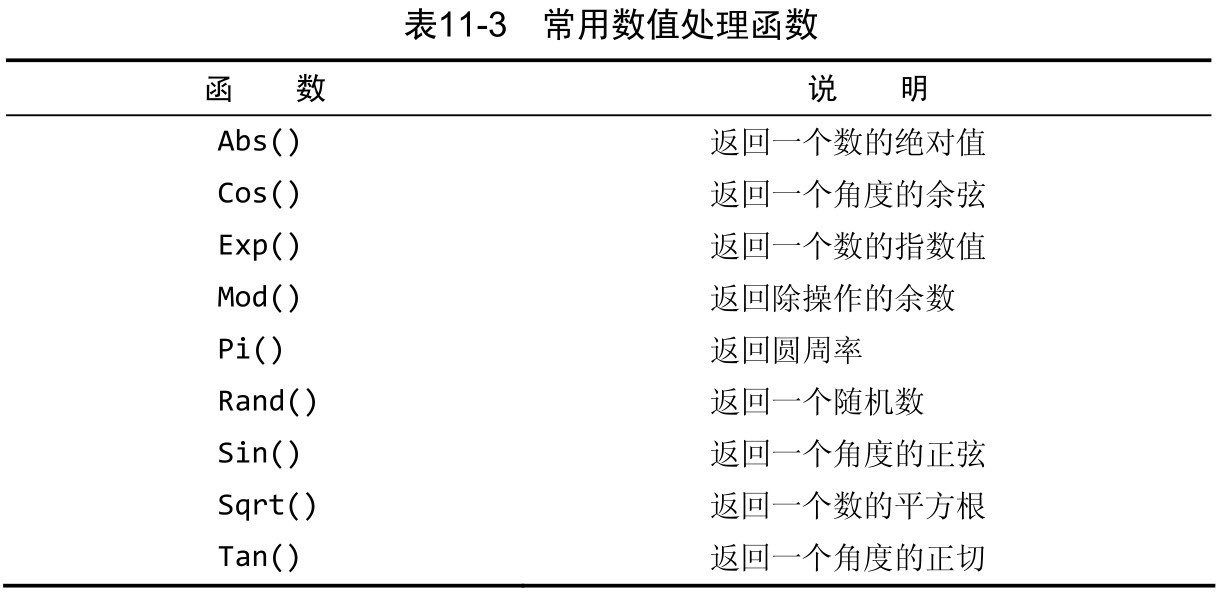 表11-3 常用数值处理函数
函 数 说 明
Abs() 返回一个数的绝对值
Cos() 返回一个角度的余弦
Exp() 返回一个数的指数值
Mod() 返回除操作的余数
Pi() 返回圆周率
Rand() 返回一个随机数
Sin() 返回一个角度的正弦
Sqrt() 返回一个数的平方根
Tan() 返回一个角度的正切